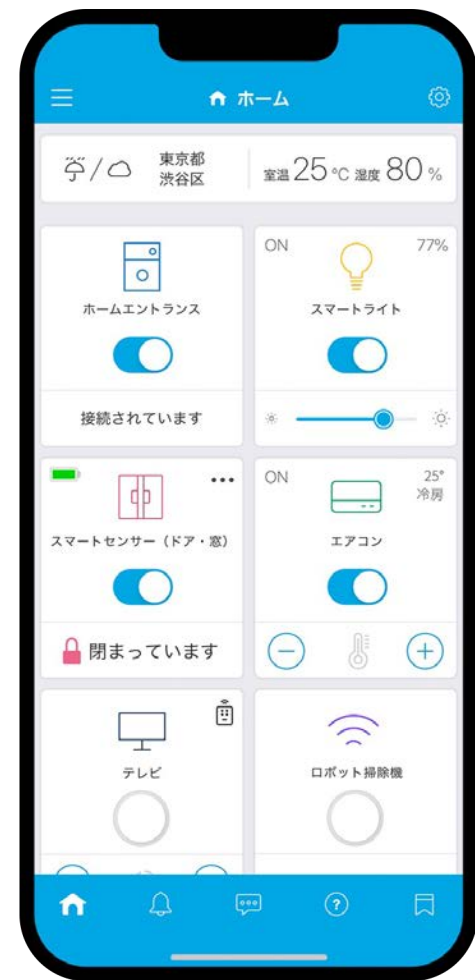 ホーム
東京都
渋谷区
室温 25 ℃ 湿度 80 %
ホームエントランス
接続されています
ON 77%
スマートライト
スマートセンサー（ドア・窓）
閉まっています
ON 25°
冷房
エアコン
テレビ
ロボット掃除機
?